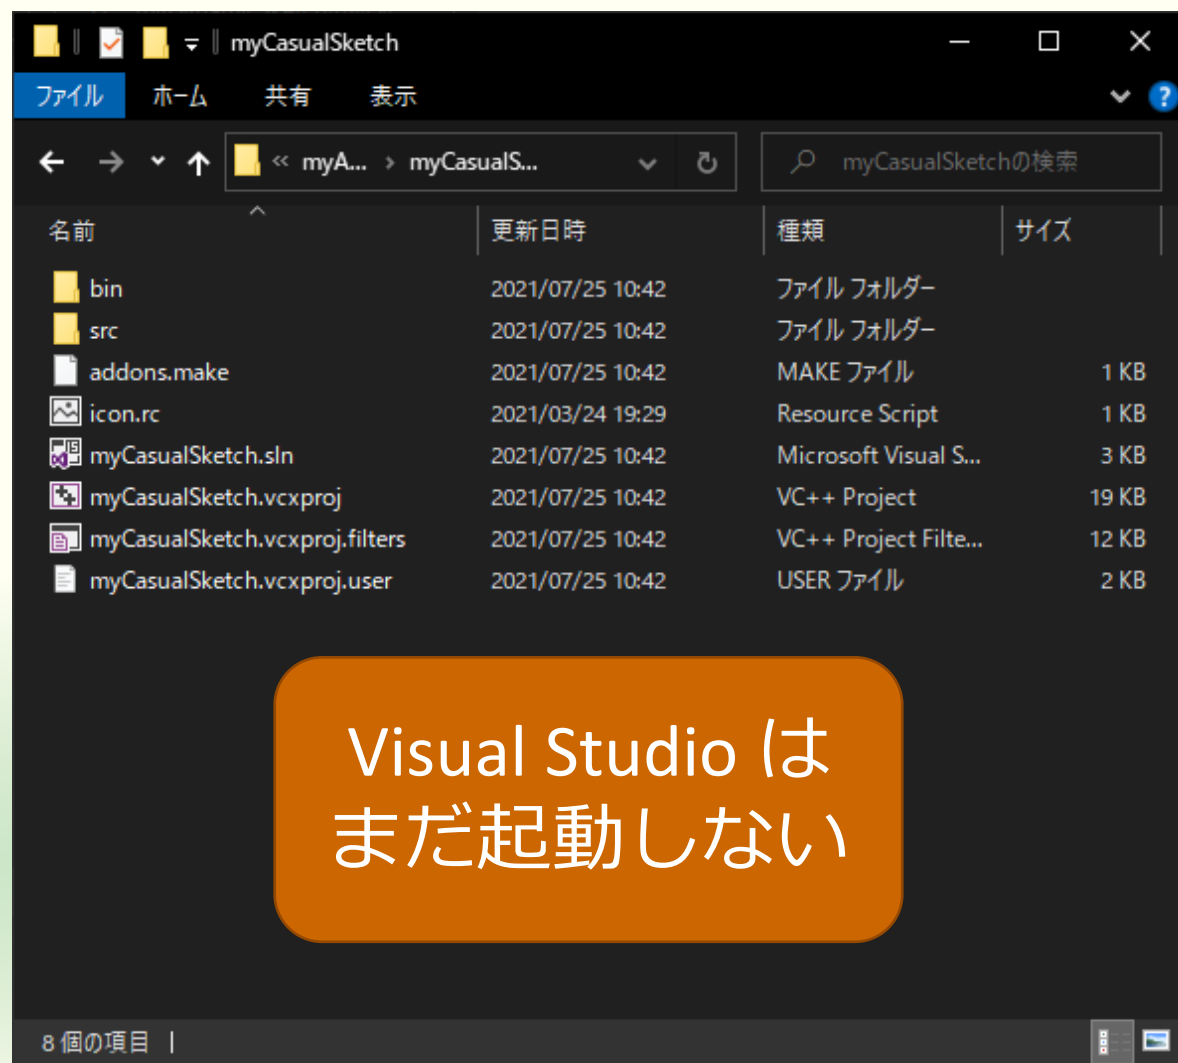 myCasualSketch
ファイル ホーム 共有 表示
« myA... › myCasualS... myCasualSketchの検索
名前 更新日時 種類 サイズ
bin 2021/07/25 10:42 ファイル フォルダー
src 2021/07/25 10:42 ファイル フォルダー
addons.make 2021/07/25 10:42 MAKE ファイル 1 KB
icon.rc 2021/03/24 19:29 Resource Script 1 KB
myCasualSketch.sln 2021/07/25 10:42 Microsoft Visual S... 3 KB
myCasualSketch.vcxproj 2021/07/25 10:42 VC++ Project 19 KB
myCasualSketch.vcxproj.filters 2021/07/25 10:42 VC++ Project Filte... 12 KB
myCasualSketch.vcxproj.user 2021/07/25 10:42 USER ファイル 2 KB
Visual Studio は
まだ起動しない
8 個の項目